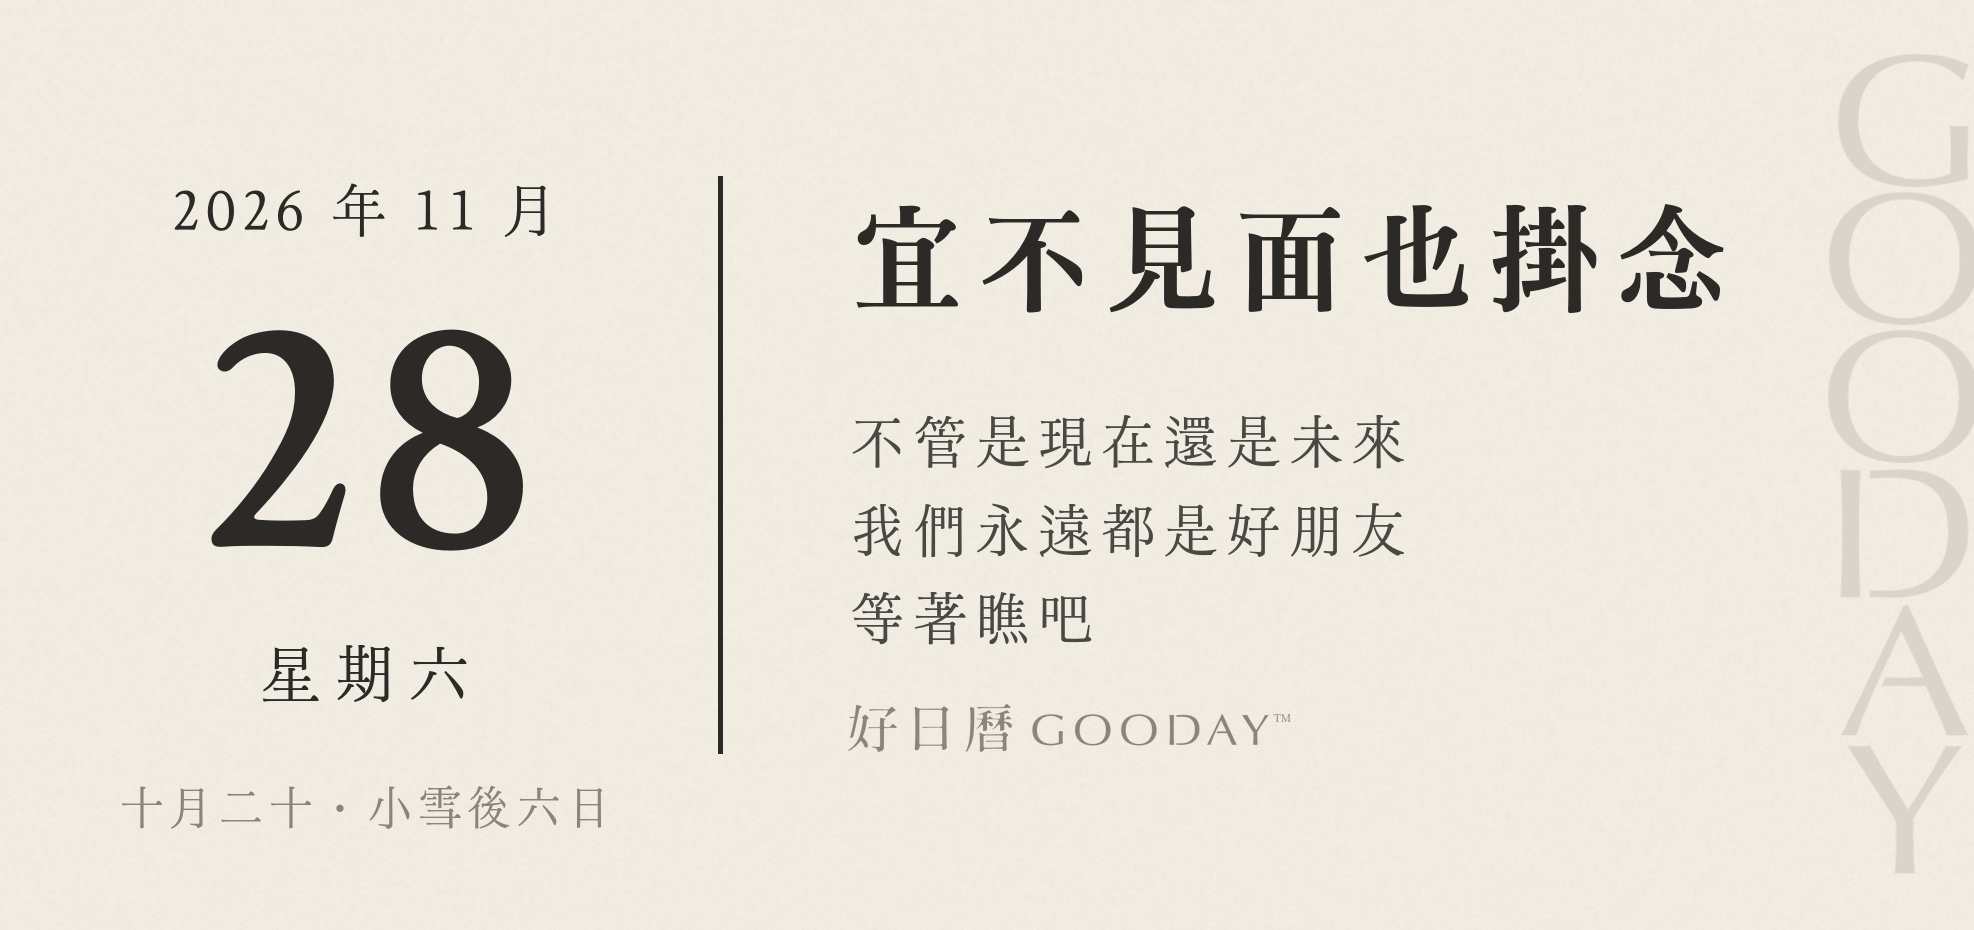 2026 年 11 月
28
星期六
十月二十·小雪後六日
宜不見面也掛念
不管是現在還是未來
我們永遠都是好朋友
等著瞧吧
好日曆 GOODAY™
GOODAY